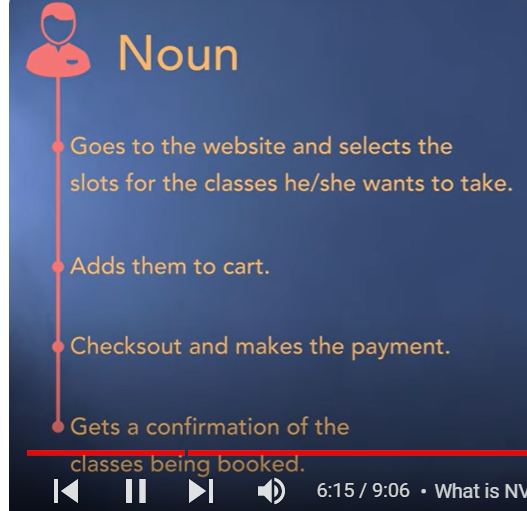 Noun
Goes to the website and selects the
slots for the classes he/she wants to take.
Adds them to cart.
Checksout and makes the payment.
Gets a confirmation of the
classes being booked.
6:15 / 9:06 • What is NV